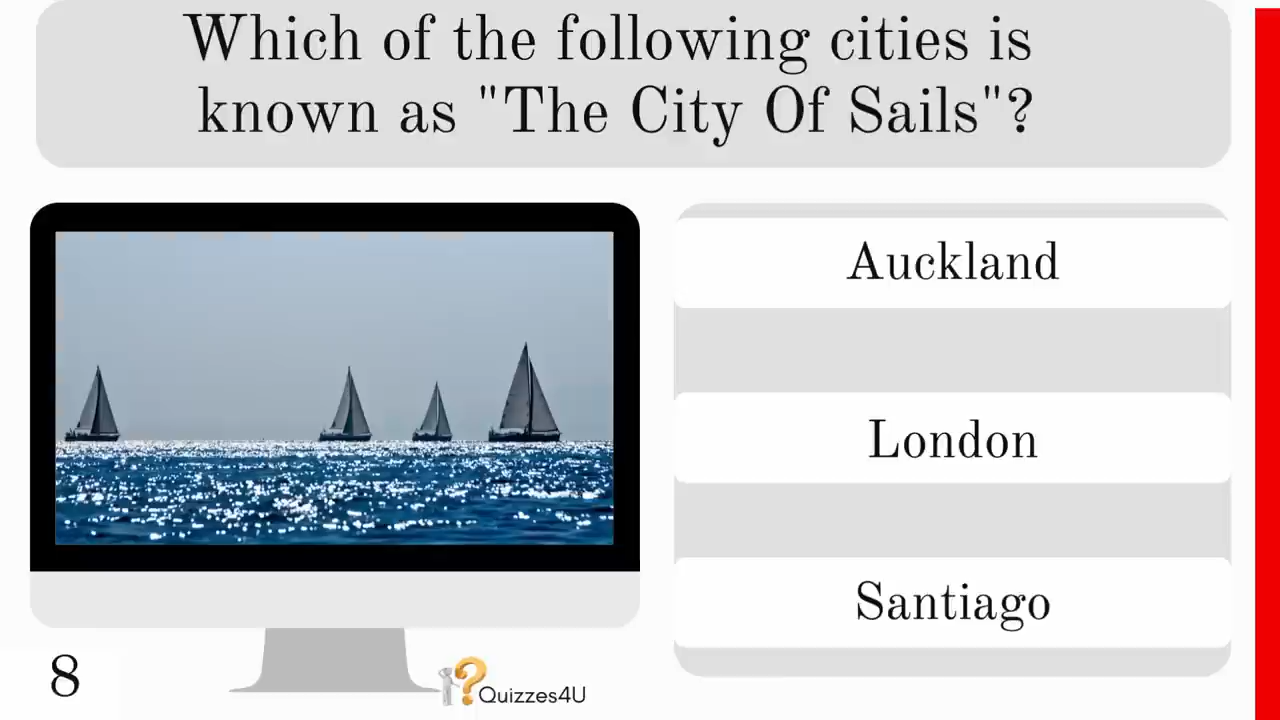 Which of the following cities is
known as "The City Of Sails"?
Auckland
London
Santiago
8
Quizzes4U